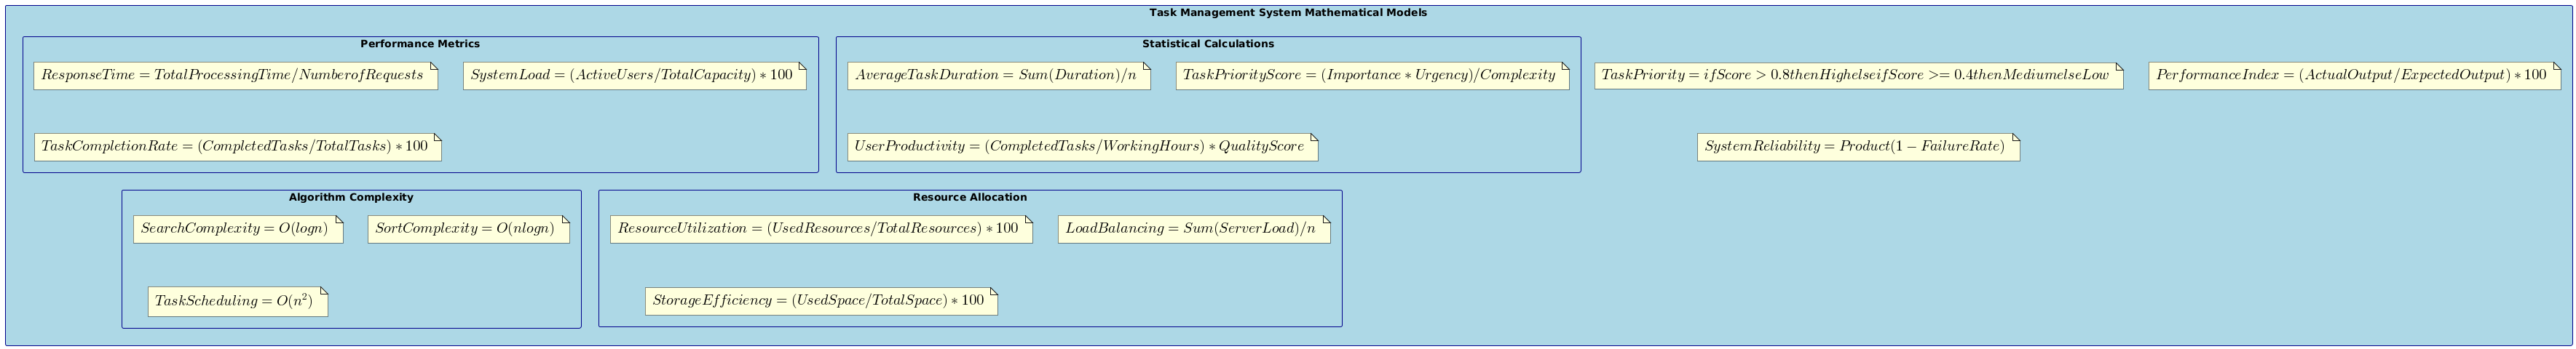 Task Management System Mathematical Models
Performance Metrics
ResponseTime = TotalProcessingTime/NumberofRequests
SystemLoad = (ActiveUsers/TotalCapacity) * 100
TaskCompletionRate = (CompletedTasks/TotalTasks) * 100
Statistical Calculations
AverageTaskDuration = Sum(Duration)/n
TaskPriorityScore = (Importance * Urgency)/Complexity
UserProductivity = (CompletedTasks/WorkingHours) * QualityScore
TaskPriority = ifScore > 0.8thenHighelseifScore >= 0.4thenMediumelseLow
PerformanceIndex = (ActualOutput/ExpectedOutput) * 100
SystemReliability = Product(1 − FailureRate)
Algorithm Complexity
SearchComplexity = O(logn)
SortComplexity = O(nlogn)
TaskScheduling = O(n²)
Resource Allocation
ResourceUtilization = (UsedResources/TotalResources) * 100
LoadBalancing = Sum(ServerLoad)/n
StorageEfficiency = (UsedSpace/TotalSpace) * 100